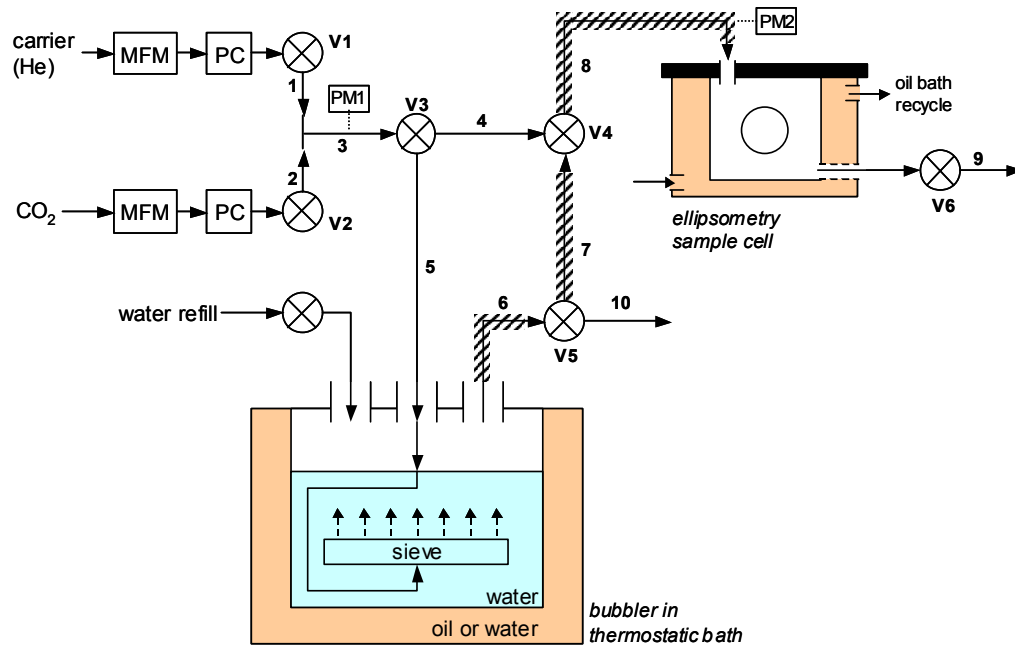 carrier
(He)
MFM
PC
V1
1
PM1
3
V3
4
V4
8
PM2
oil bath
recycle
CO2
MFM
PC
2
V2
ellipsometry
sample cell
9
V6
5
7
water refill
6
V5
10
sieve
water
oil or water
bubbler in
thermostatic bath